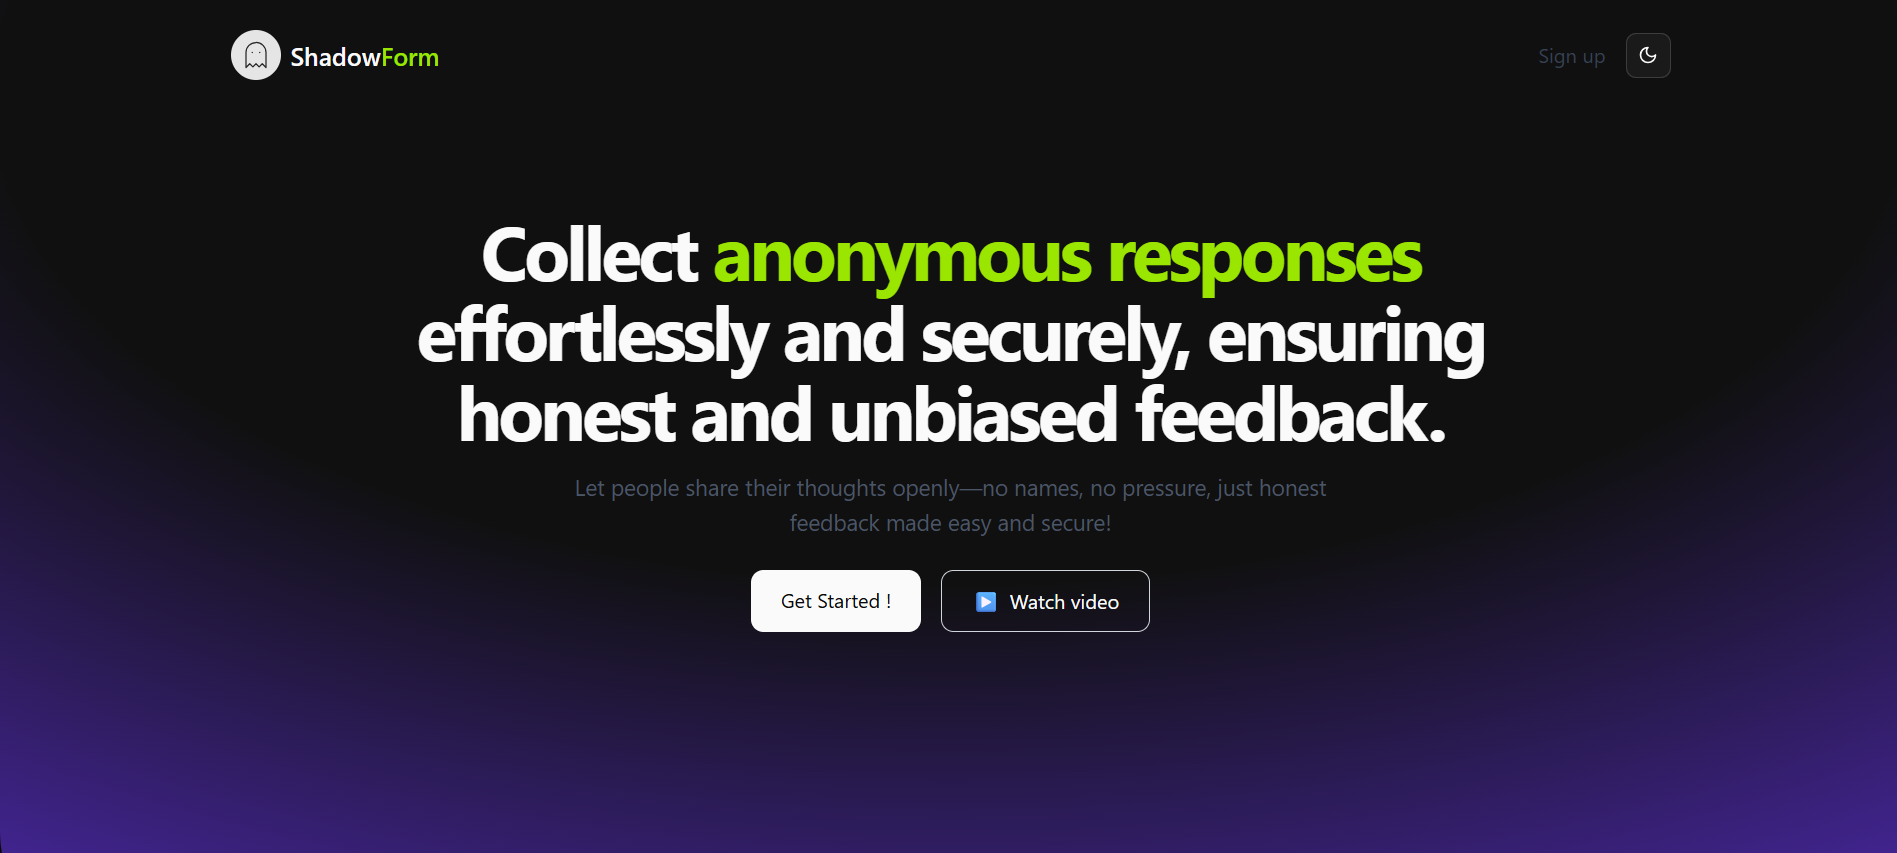 ShadowForm
Sign up
Collect anonymous responses
effortlessly and securely, ensuring
honest and unbiased feedback.
Let people share their thoughts openly—no names, no pressure, just honest
feedback made easy and secure!
Get Started !
Watch video